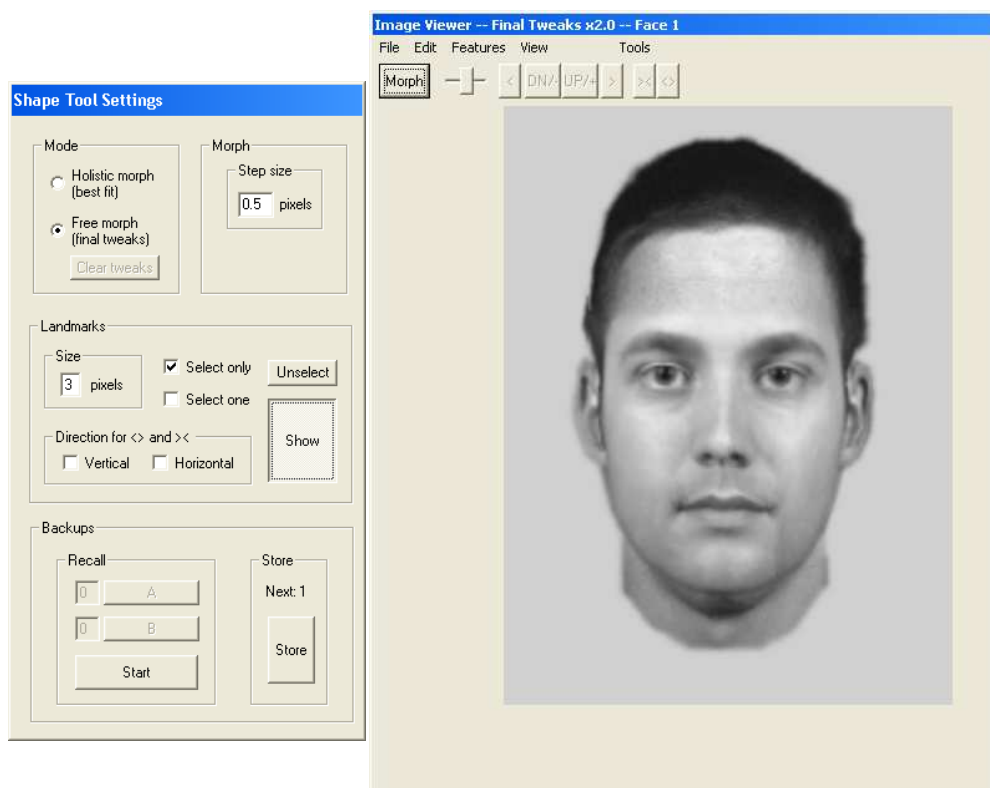 Image Viewer -- Final Tweaks x2.0 -- Face 1
File Edit Features View Tools
Morph < DN/- UP/+ > >< <>
Shape Tool Settings
Mode
Holistic morph
(best fit)
Free morph
(final tweaks)
Clear tweaks
Morph
Step size
0.5 pixels
Landmarks
Size
3 pixels
Select only
Select one
Unselect
Show
Direction for <> and ><
Vertical Horizontal
Backups
Recall
0 A
0 B
Start
Store
Next: 1
Store